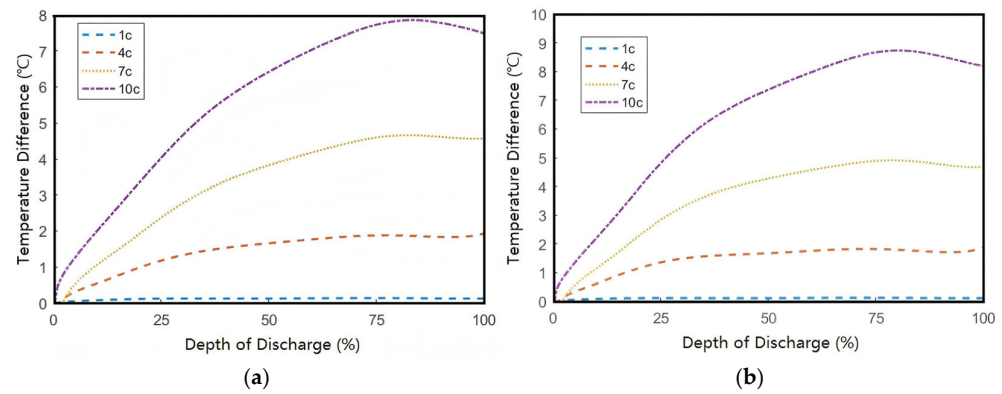 8
7
6
5
4
3
2
1
0
Temperature Difference (℃)
1c
4c
7c
10c
0
25
50
75
100
Depth of Discharge (%)
(a)
10
9
8
7
6
5
4
3
2
1
0
Temperature Difference (℃)
1c
4c
7c
10c
0
25
50
75
100
Depth of Discharge (%)
(b)